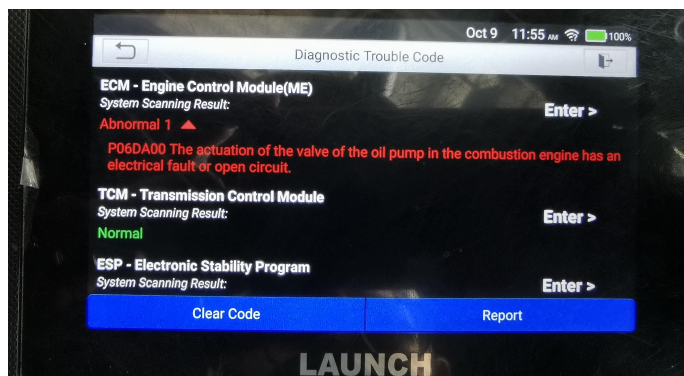 Oct 9 11:55 AM 100%
Diagnostic Trouble Code
ECM - Engine Control Module(ME)
System Scanning Result:
Enter >
Abnormal 1
P06DA00 The actuation of the valve of the oil pump in the combustion engine has an
electrical fault or open circuit.
TCM - Transmission Control Module
System Scanning Result:
Enter >
Normal
ESP - Electronic Stability Program
System Scanning Result:
Enter >
Clear Code
Report
LAUNCH